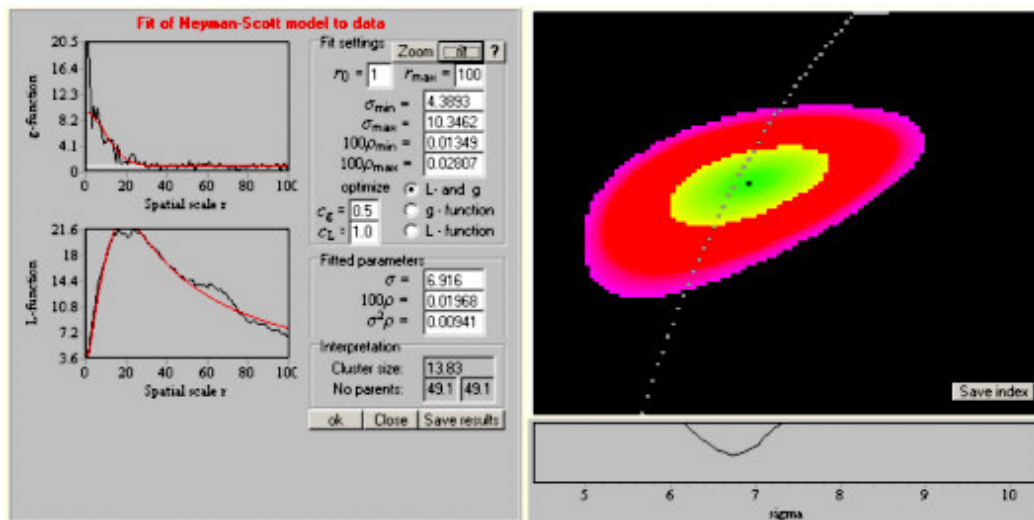 Fit of Neyman-Scott model to data
20.5
16.4
12.3
8.2
4.1
0
g-function
0 20 40 60 80 100
Spatial scale r
21.6
18.0
14.4
10.8
7.2
3.6
L-function
0 20 40 60 80 100
Spatial scale r
Fit settings
Zoom fit ?
r0 = 1 rmax = 100
σmin = 4.3893
σmax = 10.3462
100ρmin = 0.01349
100ρmax = 0.02807
optimize L- and g
cg = 0.5 g - function
cL = 1.0 L - function
Fitted parameters
σ = 6.916
100ρ = 0.01968
σ²ρ = 0.00941
Interpretation
Cluster size: 13.83
No parents: 49.1 49.1
ok Close Save results
Save index
5 6 7 8 9 10
sigma